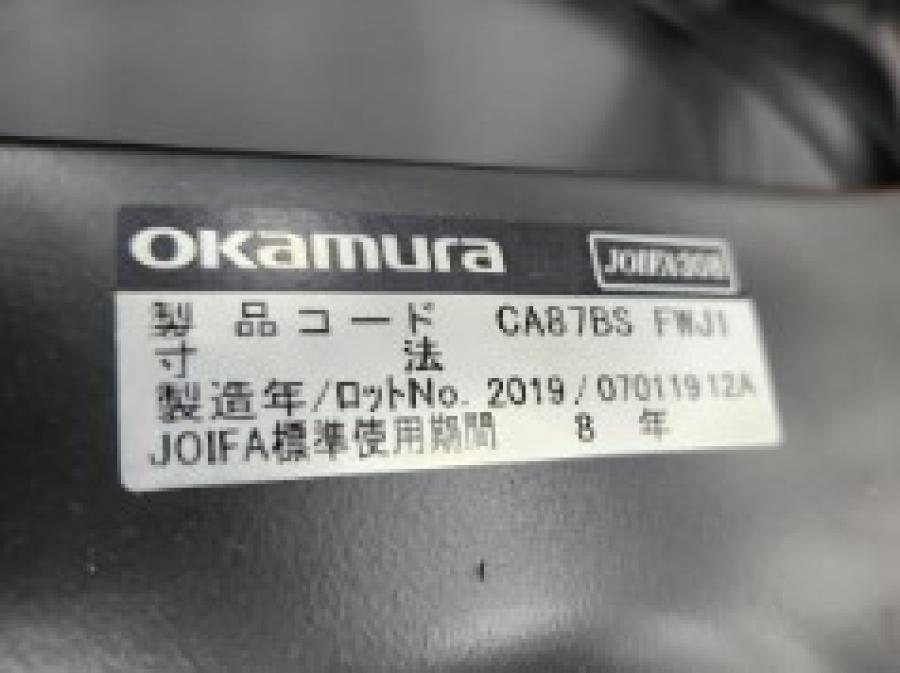 OKamura
JOIFA308
製品コード CA87BS FWJ1
寸法
製造年/ロットNo. 2019 / 07011912A
JOIFA標準使用期間 8 年